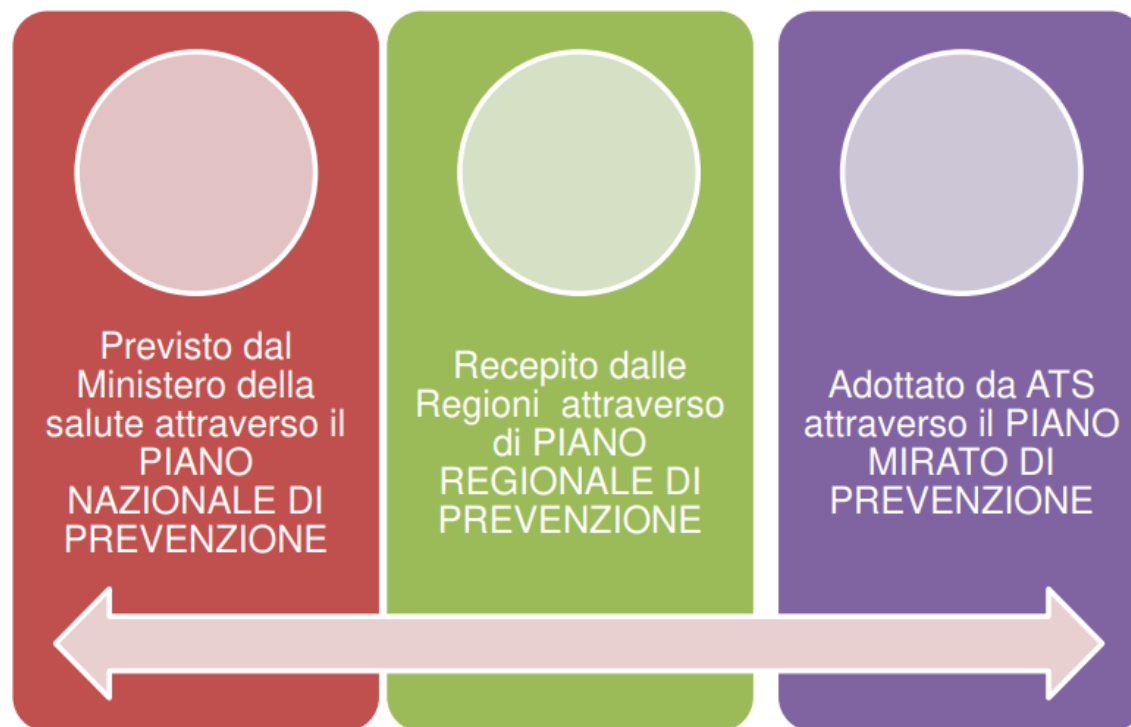 Previsto dal
Ministero della
salute attraverso il
PIANO
NAZIONALE DI
PREVENZIONE
Recepito dalle
Regioni  attraverso
di PIANO
REGIONALE DI
PREVENZIONE
Adottato da ATS
attraverso il PIANO
MIRATO DI
PREVENZIONE